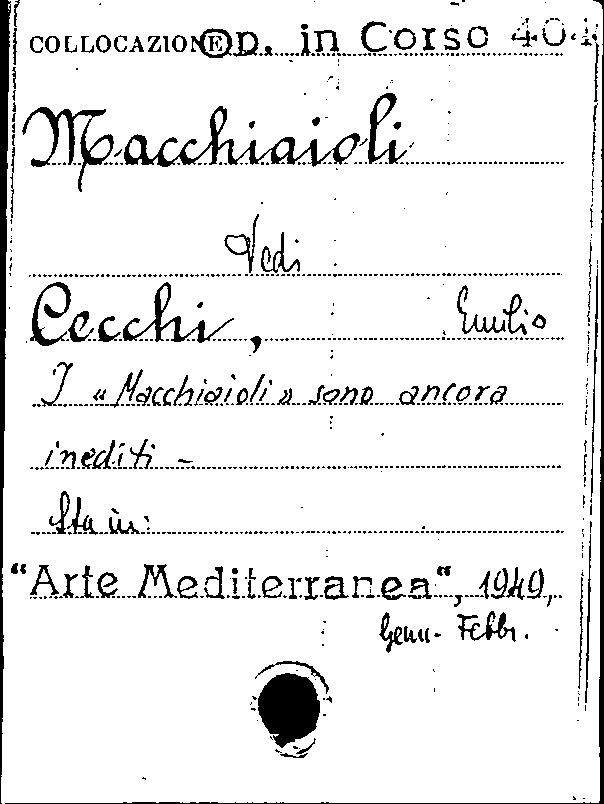 COLLOCAZIONE Op. in Corso 404
Macchiaioli
Vedi
Cecchi, Emilio
I «Macchiaioli» sono ancora
inediti -
Sta in:
"Arte Mediterranea", 1949,
Genn.- Febbr.